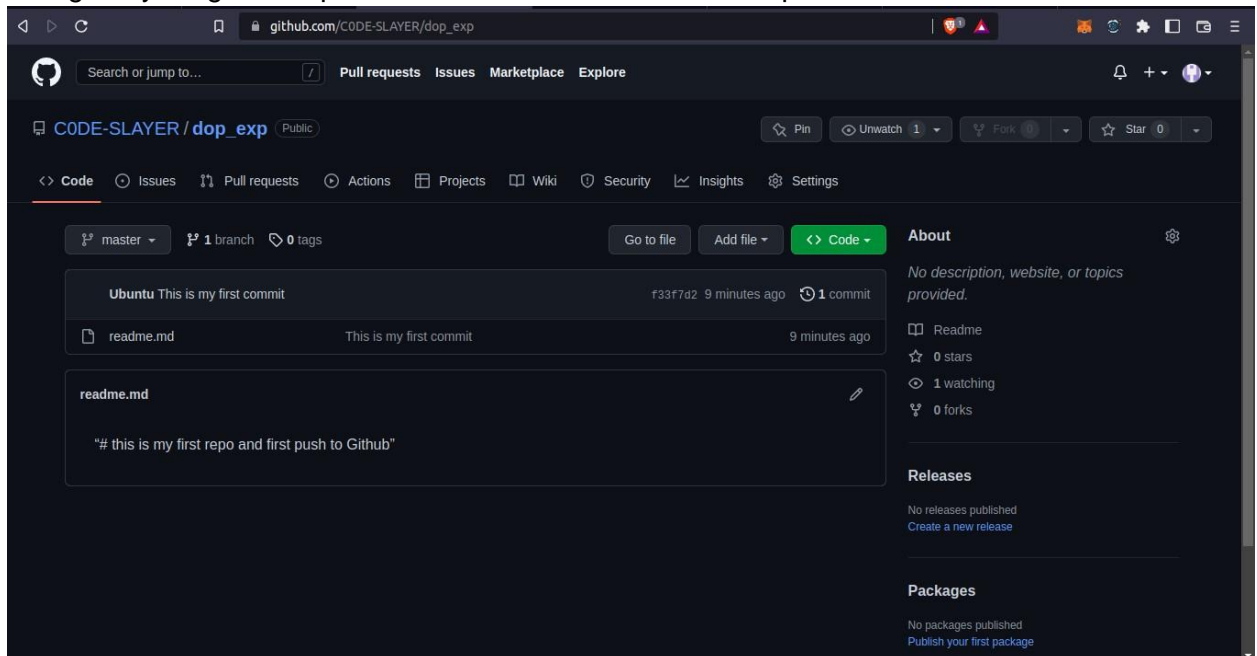 github.com/C0DE-SLAYER/dop_exp
1
Search or jump to... / Pull requests Issues Marketplace Explore
C0DE-SLAYER / dop_exp Public
Pin Unwatch 1 Fork 0 Star 0
Code Issues Pull requests Actions Projects Wiki Security Insights Settings
master 1 branch 0 tags Go to file Add file Code
Ubuntu This is my first commit f33f7d2 9 minutes ago 1 commit
readme.md This is my first commit 9 minutes ago
readme.md
“# this is my first repo and first push to Github”
About
No description, website, or topics
provided.
Readme
0 stars
1 watching
0 forks
Releases
No releases published
Create a new release
Packages
No packages published
Publish your first package